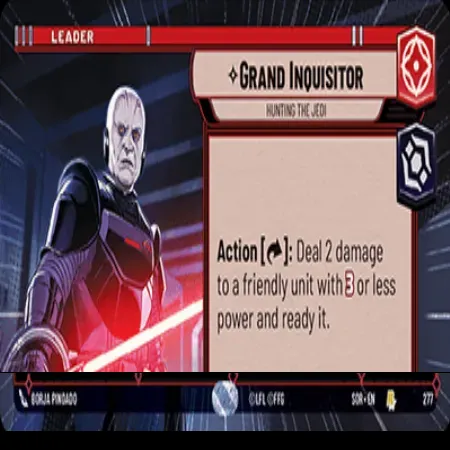 LEADER
GRAND INQUISITOR
HUNTING THE JEDI
Action [ ]: Deal 2 damage
to a friendly unit with 3 or less
power and ready it.
BORJA PINDADO
©LFL ©FFG
SOR • EN
277